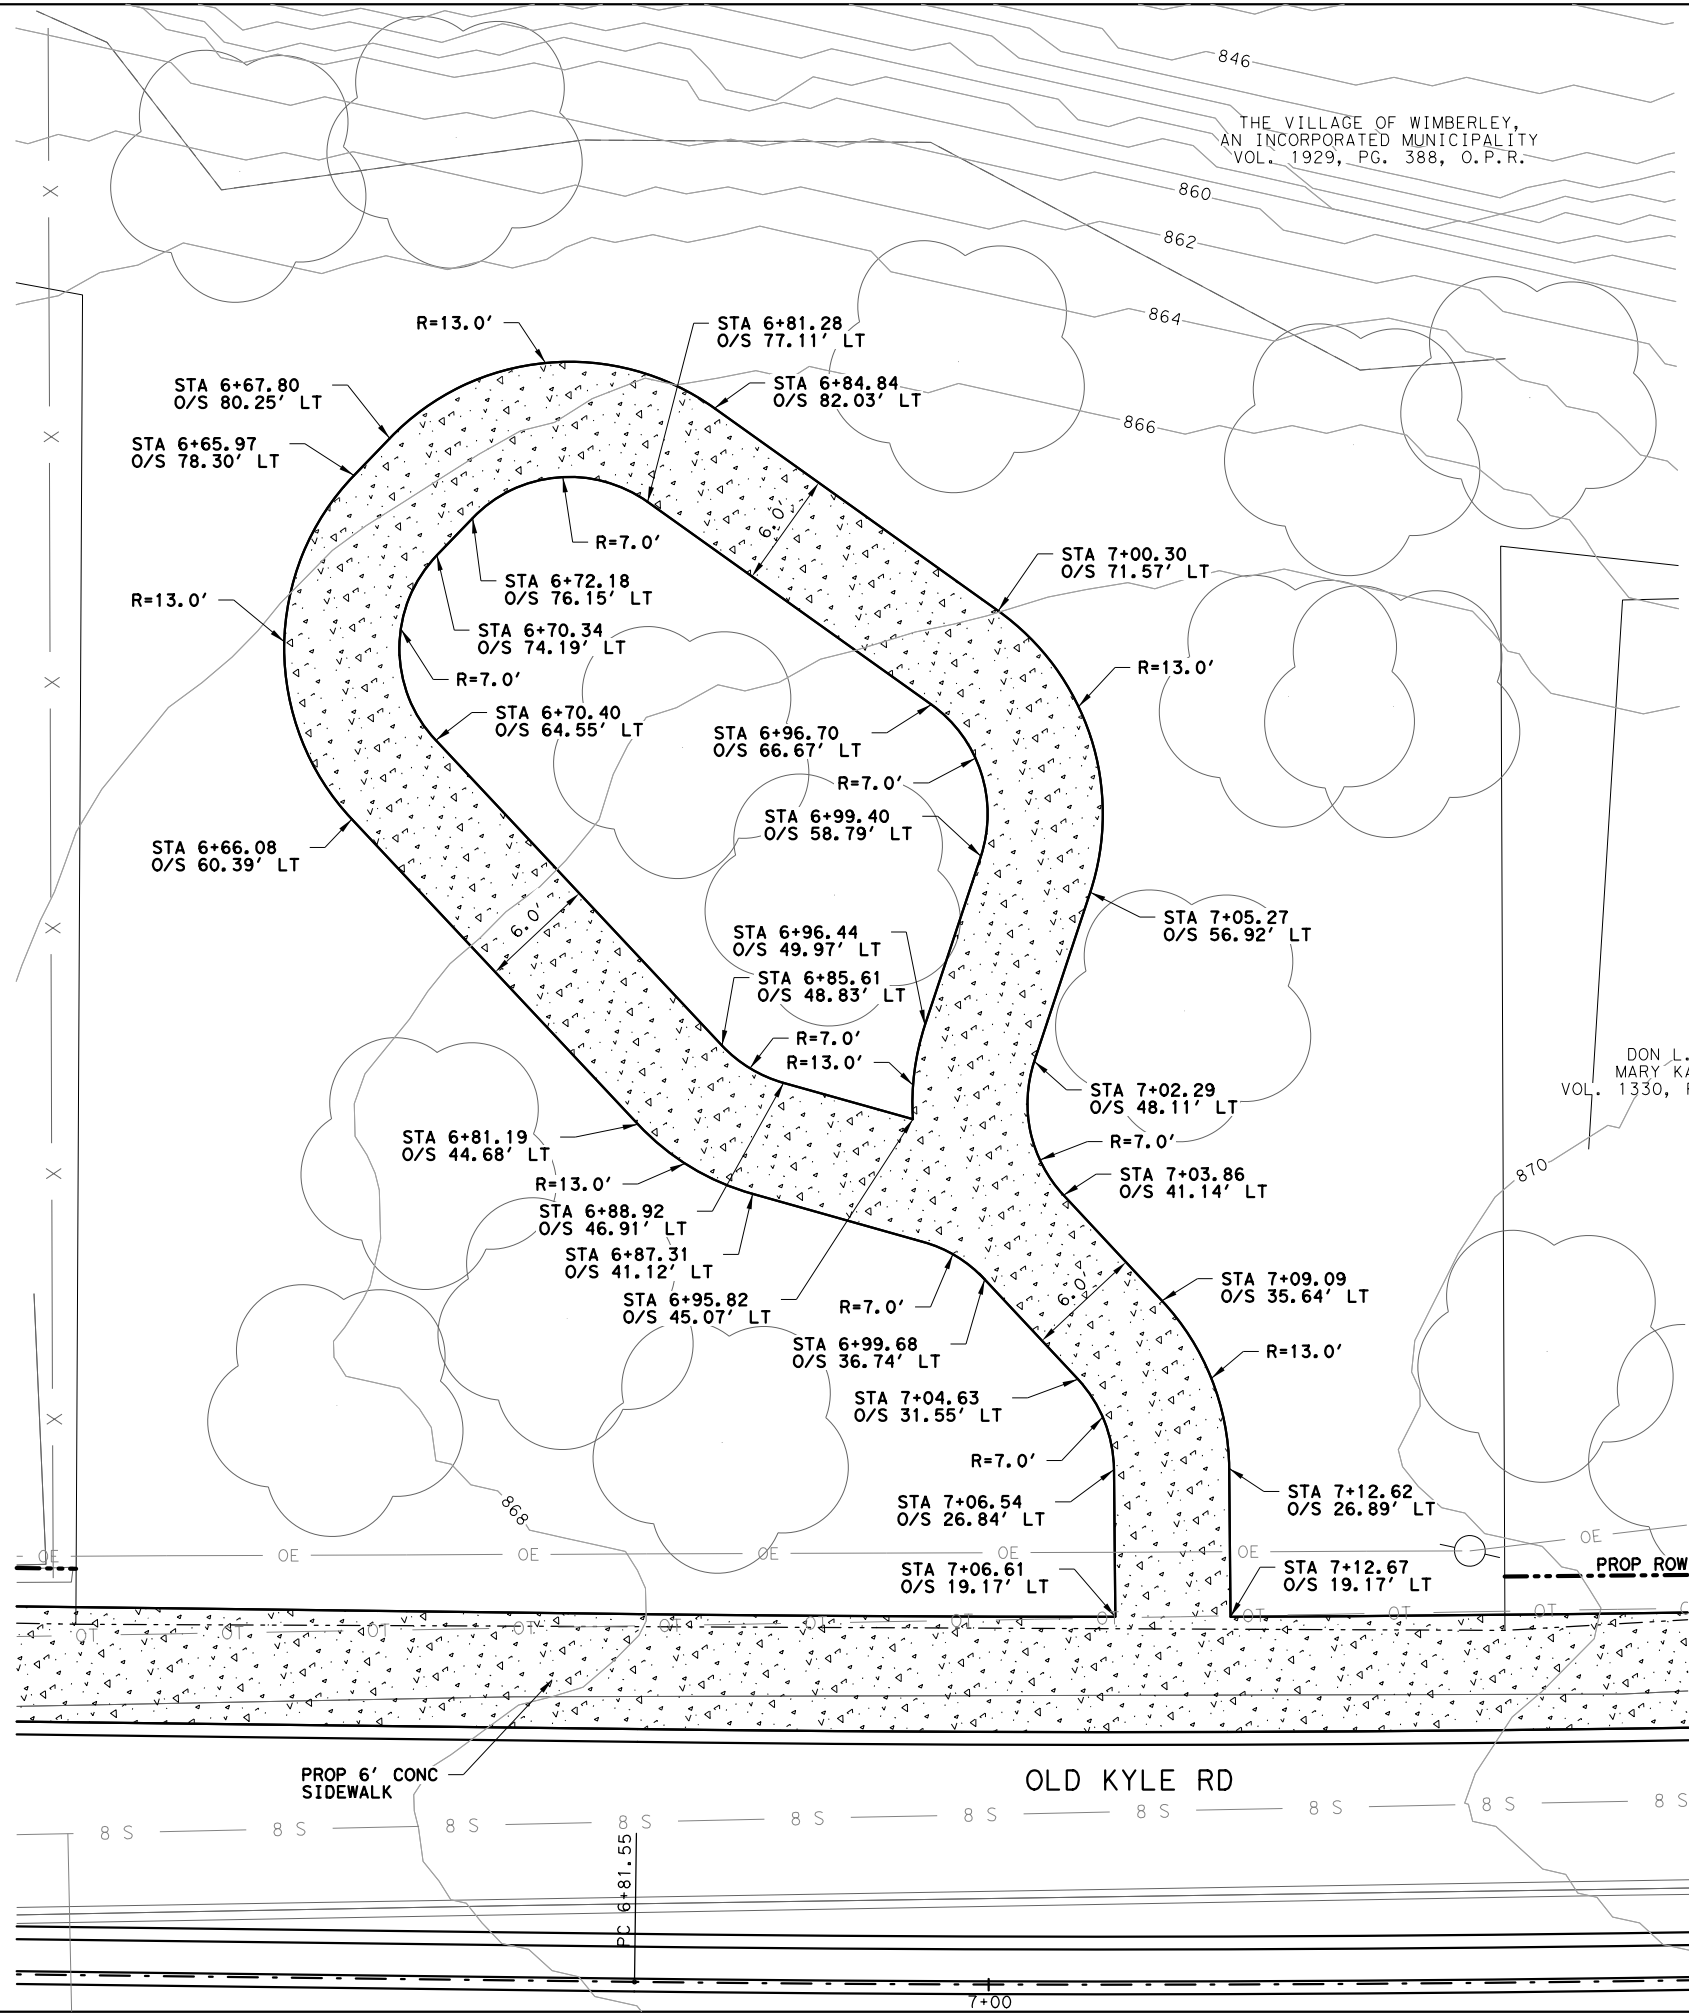 846
THE VILLAGE OF WIMBERLEY,
AN INCORPORATED MUNICIPALITY
VOL. 1929, PG. 388, O.P.R.
860
862
864
866
R=13.0'
STA 6+81.28
O/S 77.11' LT
STA 6+67.80
O/S 80.25' LT
STA 6+84.84
O/S 82.03' LT
STA 6+65.97
O/S 78.30' LT
6.0'
R=7.0'
STA 7+00.30
O/S 71.57' LT
R=13.0'
STA 6+72.18
O/S 76.15' LT
STA 6+70.34
O/S 74.19' LT
R=7.0'
R=13.0'
STA 6+70.40
O/S 64.55' LT
STA 6+96.70
O/S 66.67' LT
R=7.0'
STA 6+99.40
O/S 58.79' LT
STA 6+66.08
O/S 60.39' LT
6.0'
STA 7+05.27
O/S 56.92' LT
STA 6+96.44
O/S 49.97' LT
STA 6+85.61
O/S 48.83' LT
R=7.0'
R=13.0'
DON L.
MARY KA
VOL. 1330,
STA 7+02.29
O/S 48.11' LT
STA 6+81.19
O/S 44.68' LT
R=7.0'
R=13.0'
STA 7+03.86
O/S 41.14' LT
870
STA 6+88.92
O/S 46.91' LT
STA 6+87.31
O/S 41.12' LT
STA 6+95.82
O/S 45.07' LT
6.0'
STA 7+09.09
O/S 35.64' LT
R=7.0'
STA 6+99.68
O/S 36.74' LT
R=13.0'
STA 7+04.63
O/S 31.55' LT
R=7.0'
STA 7+06.54
O/S 26.84' LT
STA 7+12.62
O/S 26.89' LT
868
OE OE OE OE OE OE OE
STA 7+06.61
O/S 19.17' LT
STA 7+12.67
O/S 19.17' LT
PROP ROW
OT OT OT OT OT OT OT OT OT OT OT
PROP 6' CONC
SIDEWALK
OLD KYLE RD
8 S 8 S 8 S 8 S 8 S 8 S 8 S 8 S 8 S 8 S
PC 6+81.55
7+00
X
X
X
X
X
X